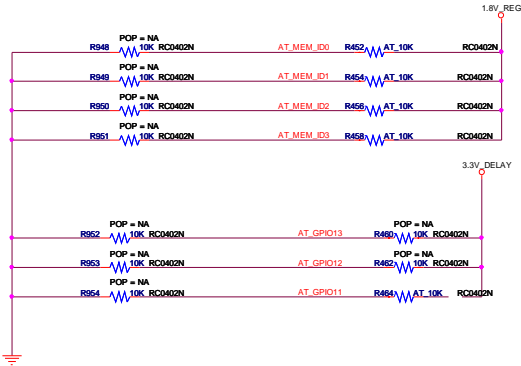 1.8V_REG
POP = NA
R948 10K RC0402N AT_MEM_ID0 R452 AT_10K RC0402N
POP = NA
R949 10K RC0402N AT_MEM_ID1 R454 AT_10K RC0402N
POP = NA
R950 10K RC0402N AT_MEM_ID2 R456 AT_10K RC0402N
POP = NA
R951 10K RC0402N AT_MEM_ID3 R458 AT_10K RC0402N
3.3V_DELAY
POP = NA POP = NA
R952 10K RC0402N AT_GPIO13 R460 10K RC0402N
POP = NA POP = NA
R953 10K RC0402N AT_GPIO12 R462 10K RC0402N
POP = NA
R954 10K RC0402N AT_GPIO11 R464 AT_10K RC0402N